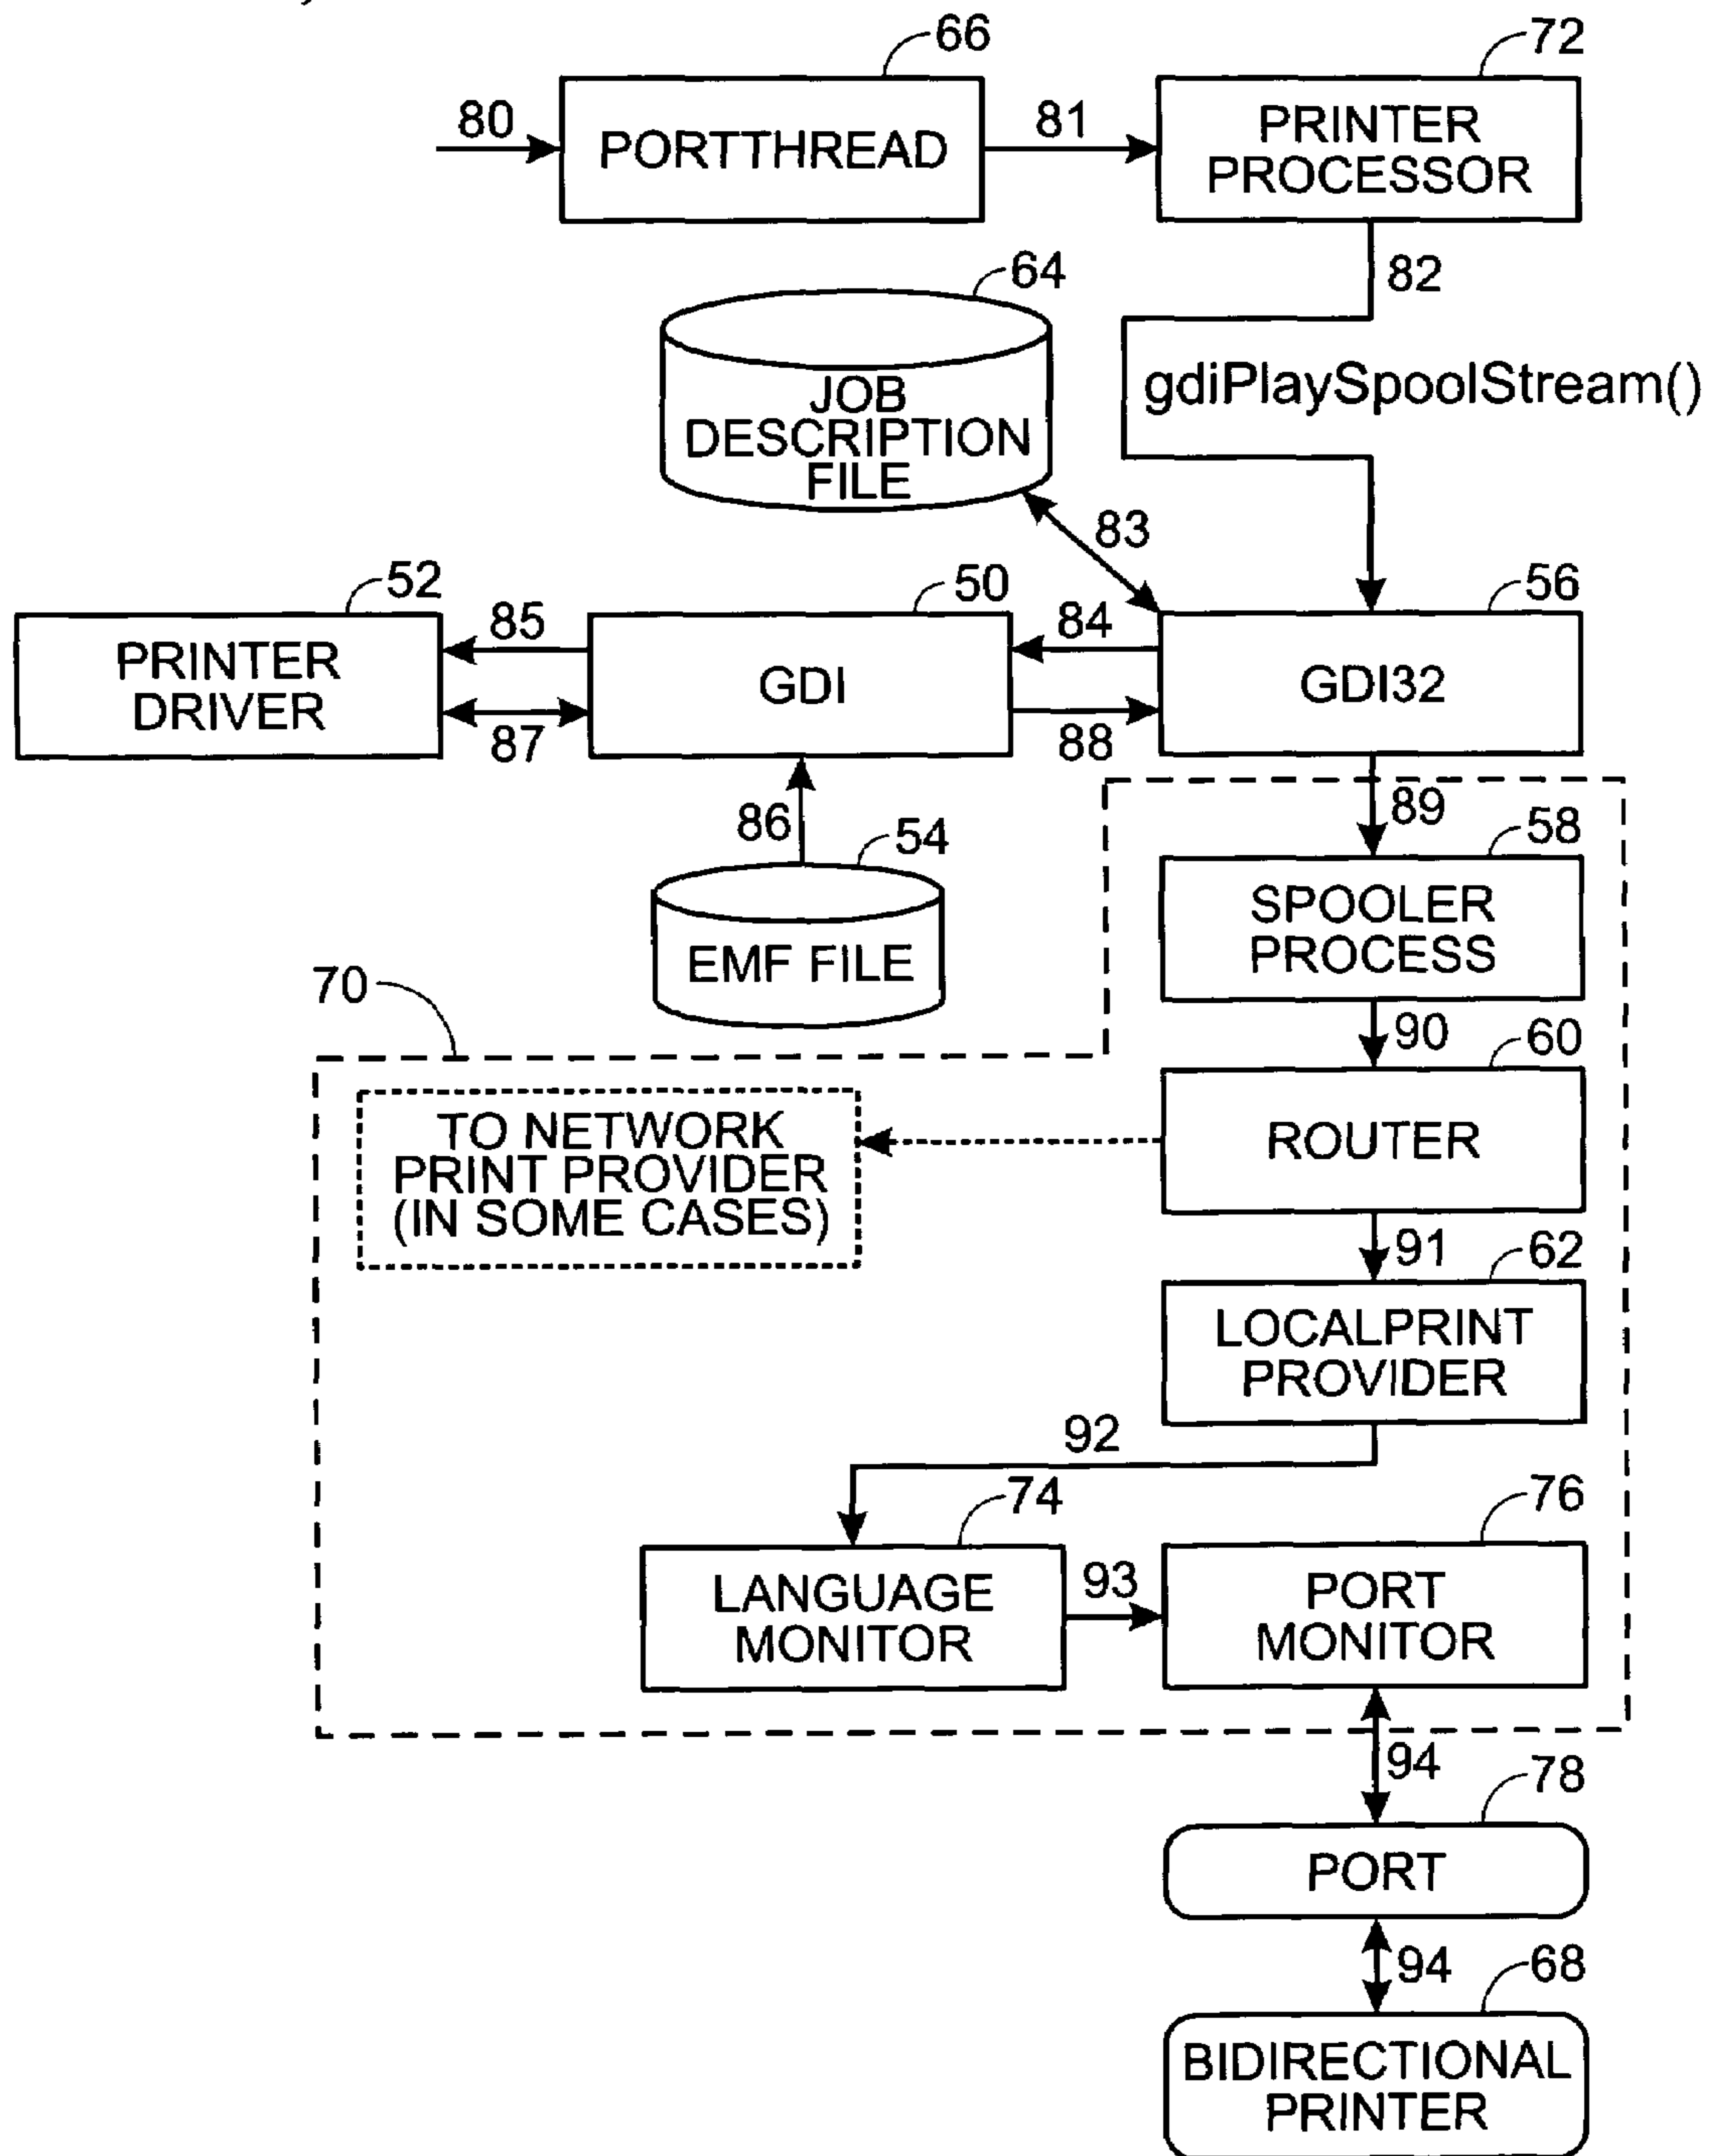 66
72
80
PORTTHREAD
81
PRINTER
PROCESSOR
82
64
JOB
DESCRIPTION
FILE
gdiPlaySpoolStream()
83
52
50
56
PRINTER
DRIVER
85
87
GDI
84
88
GDI32
86
54
EMF FILE
89
58
SPOOLER
PROCESS
70
90
60
TO NETWORK
PRINT PROVIDER
(IN SOME CASES)
ROUTER
91
62
LOCALPRINT
PROVIDER
92
74
76
LANGUAGE
MONITOR
93
PORT
MONITOR
94
78
PORT
94
68
BIDIRECTIONAL
PRINTER